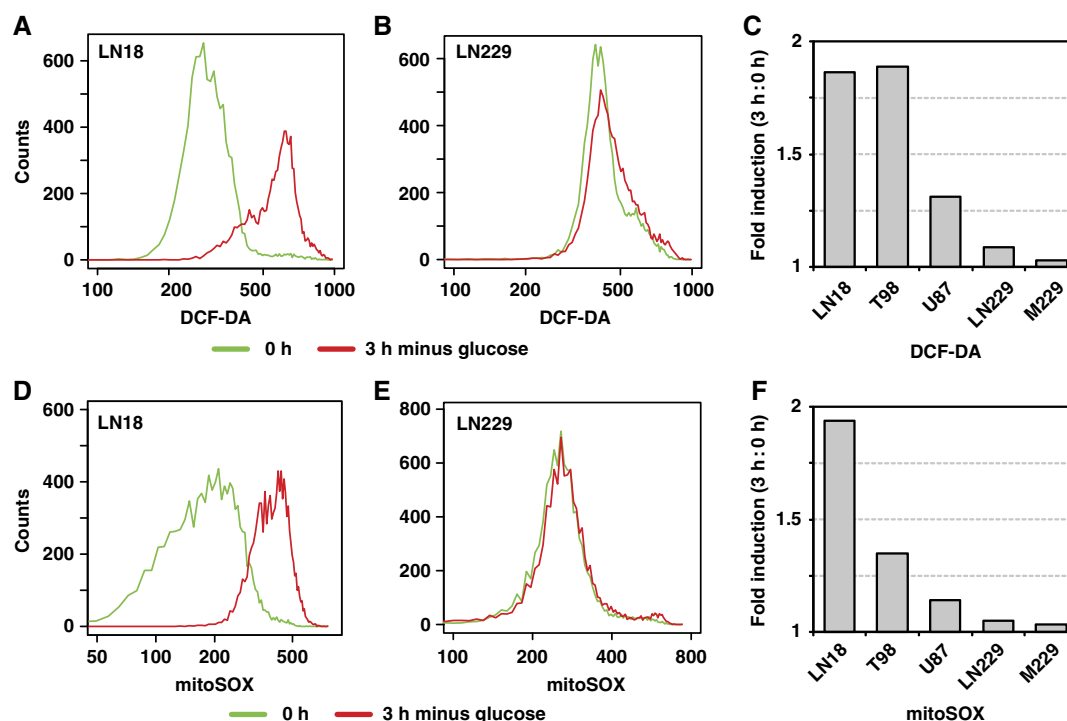 A
LN18
Counts
600
400
200
0
100 200 500 1000
DCF-DA
B
LN229
600
400
200
0
100 200 500 1000
DCF-DA
0 h 3 h minus glucose
C
Fold induction (3 h : 0 h)
2
1.5
1
LN18 T98 U87 LN229 M229
DCF-DA
D
LN18
Counts
600
400
200
0
50 100 200 500
mitoSOX
E
LN229
800
600
400
200
0
100 200 400 800
mitoSOX
0 h 3 h minus glucose
F
Fold induction (3 h : 0 h)
2
1.5
1
LN18 T98 U87 LN229 M229
mitoSOX